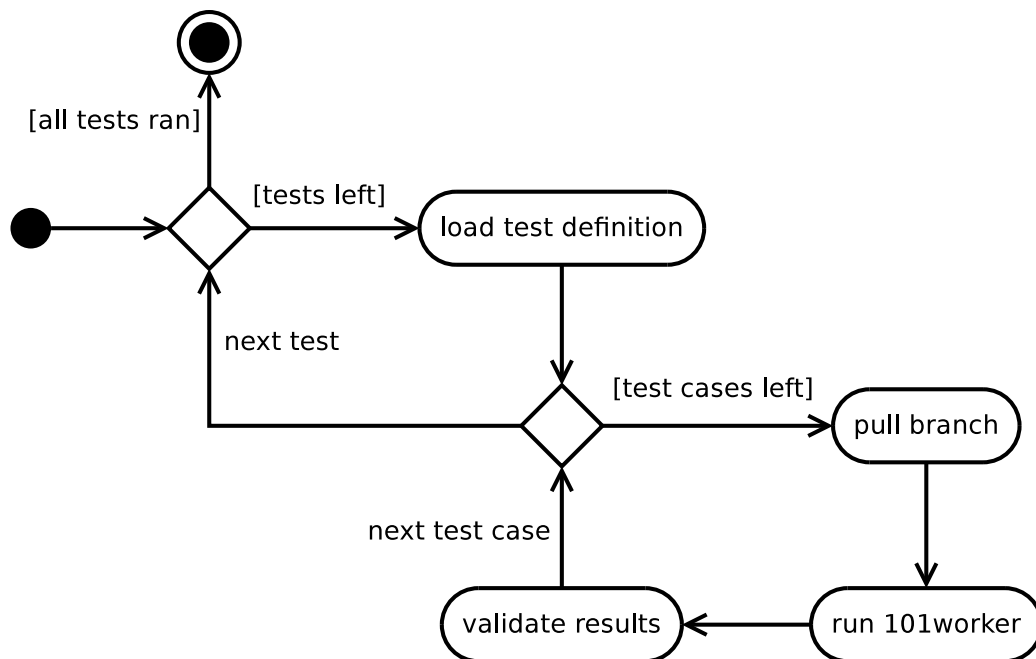 [all tests ran]
[tests left]
load test definition
next test
[test cases left]
pull branch
next test case
validate results
run 101worker